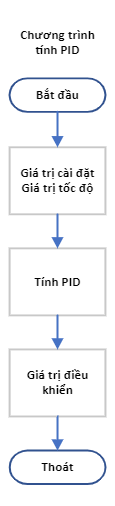 Chương trình
tính PID
Bắt đầu
Giá trị cài đặt
Giá trị tốc độ
Tính PID
Giá trị điều
khiển
Thoát